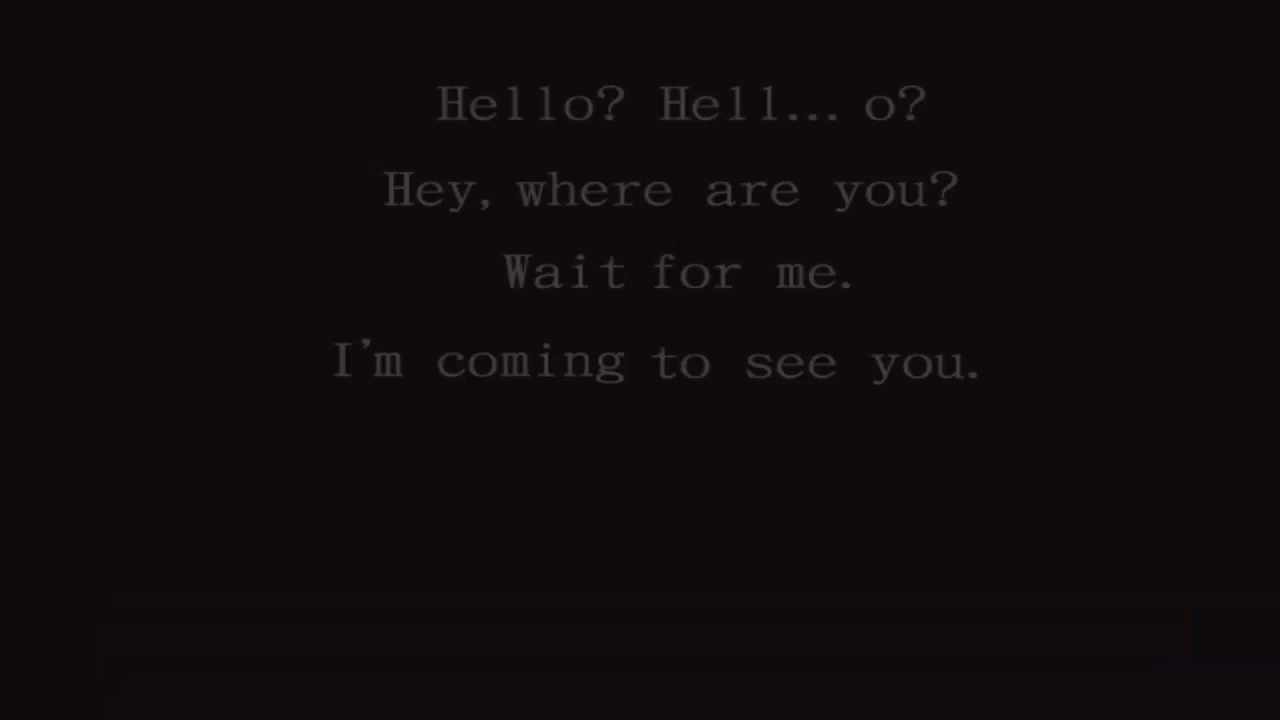 Hello? Hell... o?
Hey, where are you?
Wait for me.
I'm coming to see you.